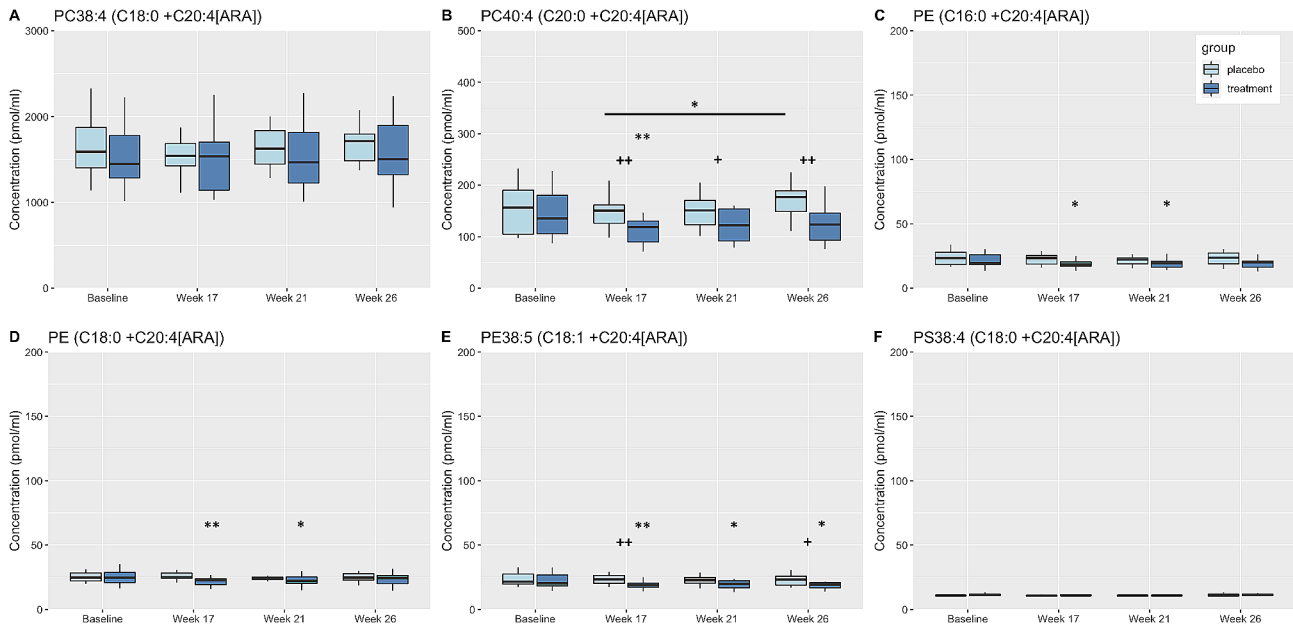 A PC38:4 (C18:0 +C20:4[ARA])
3000
2000
1000
0
Concentration (pmol/ml)
Baseline Week 17 Week 21 Week 26
B PC40:4 (C20:0 +C20:4[ARA])
500
400
300
200
100
0
Concentration (pmol/ml)
*
**
++ + ++
Baseline Week 17 Week 21 Week 26
C PE (C16:0 +C20:4[ARA])
200
150
100
50
0
Concentration (pmol/ml)
group
placebo
treatment
* *
Baseline Week 17 Week 21 Week 26
D PE (C18:0 +C20:4[ARA])
200
150
100
50
0
Concentration (pmol/ml)
** *
Baseline Week 17 Week 21 Week 26
E PE38:5 (C18:1 +C20:4[ARA])
200
150
100
50
0
Concentration (pmol/ml)
** * *
++ +
Baseline Week 17 Week 21 Week 26
F PS38:4 (C18:0 +C20:4[ARA])
200
150
100
50
0
Concentration (pmol/ml)
Baseline Week 17 Week 21 Week 26